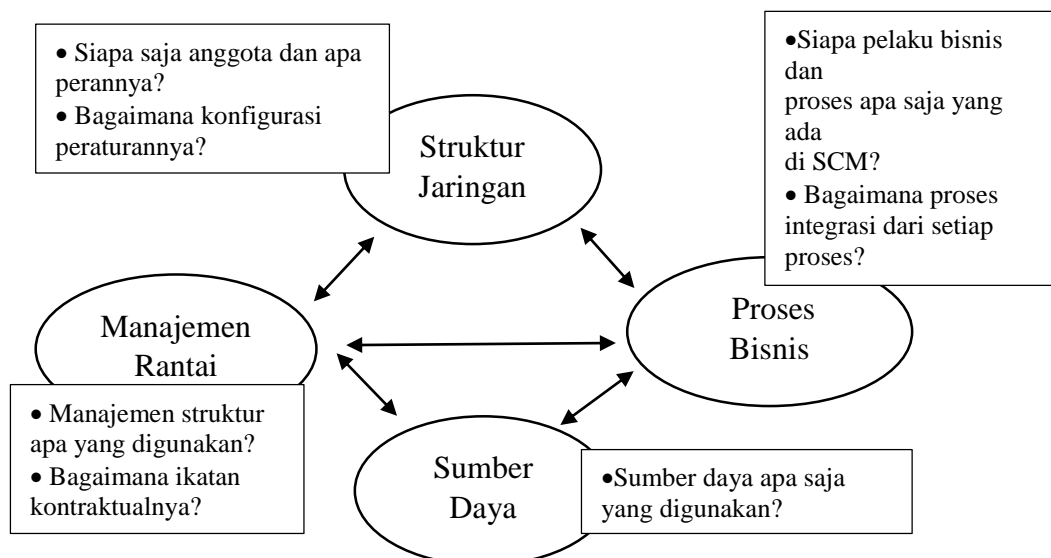 • Siapa saja anggota dan apa
perannya?
• Bagaimana konfigurasi
peraturannya?
•Siapa pelaku bisnis
dan
proses apa saja yang
ada
di SCM?
• Bagaimana proses
integrasi dari setiap
proses?
Struktur
Jaringan
Manajemen
Rantai
Proses
Bisnis
• Manajemen struktur
apa yang digunakan?
• Bagaimana ikatan
kontraktualnya?
Sumber
Daya
•Sumber daya apa saja
yang digunakan?